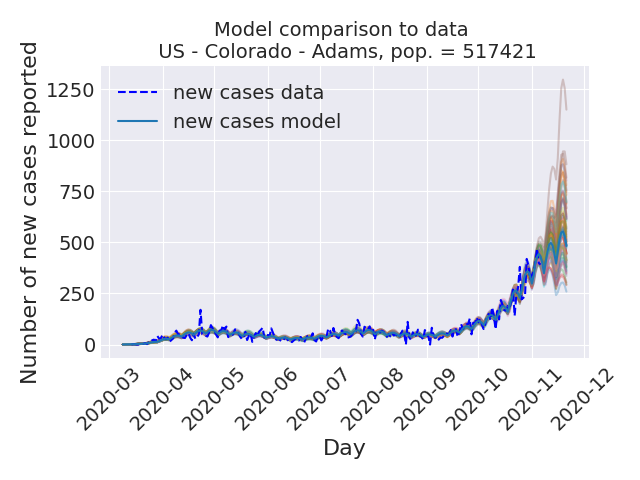 Model comparison to data
US - Colorado - Adams, pop. = 517421
new cases data
new cases model
Number of new cases reported
1250
1000
750
500
250
0
2020-03
2020-04
2020-05
2020-06
2020-07
2020-08
2020-09
2020-10
2020-11
2020-12
Day